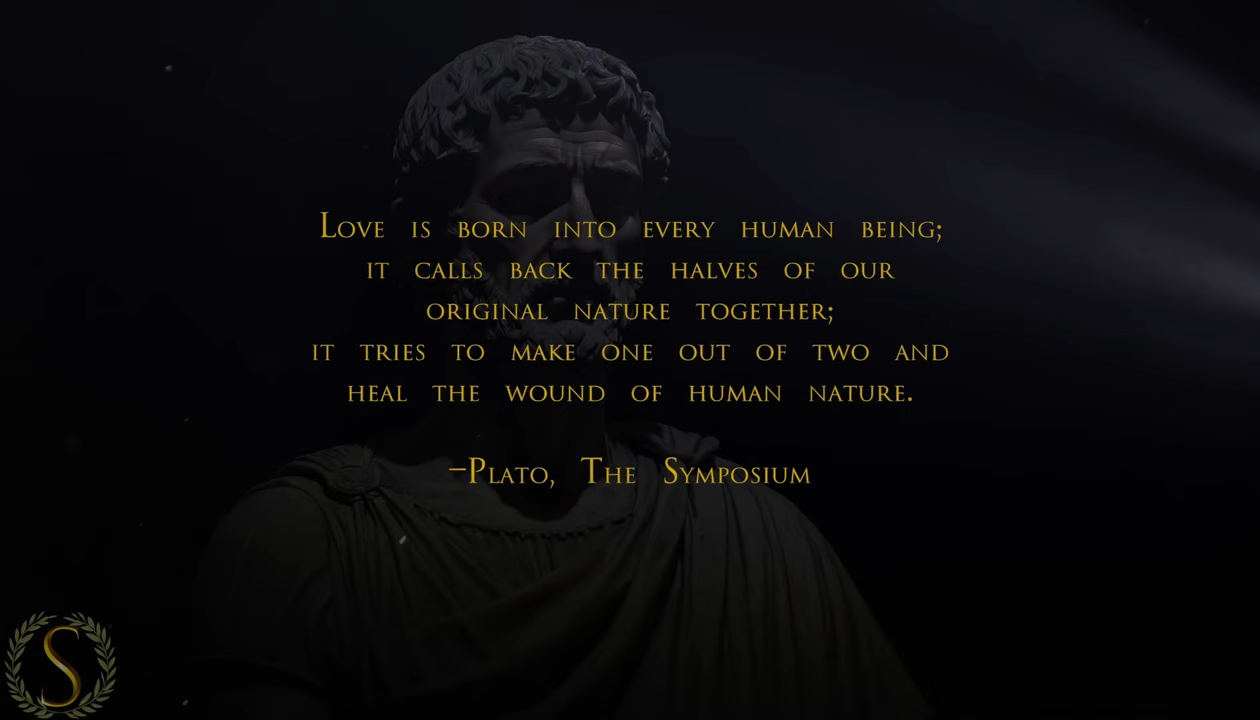 Love is born into every human being;
it calls back the halves of our
original nature together;
it tries to make one out of two and
heal the wound of human nature.
–Plato, The Symposium
S